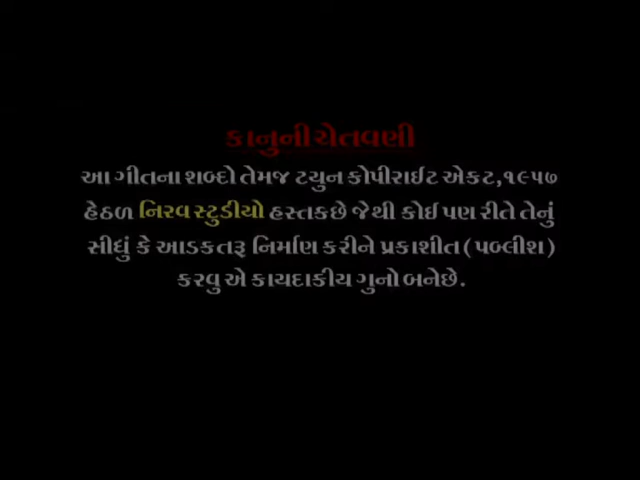 કાનુની ચેતવણી
આ ગીતના શબ્દો તેમજ ટયુન કોપીરાઈટ એકટ,૧૯૫૭
હેઠળ નિરવ સ્ટુડીયો હસ્તકછે જેથી કોઈ પણ રીતે તેનું
સીધું કે આડકતરૂ નિર્માણ કરીને પ્રકાશીત ( પબ્લીશ )
કરવુ એ કાયદાકીય ગુનો બનેછે.